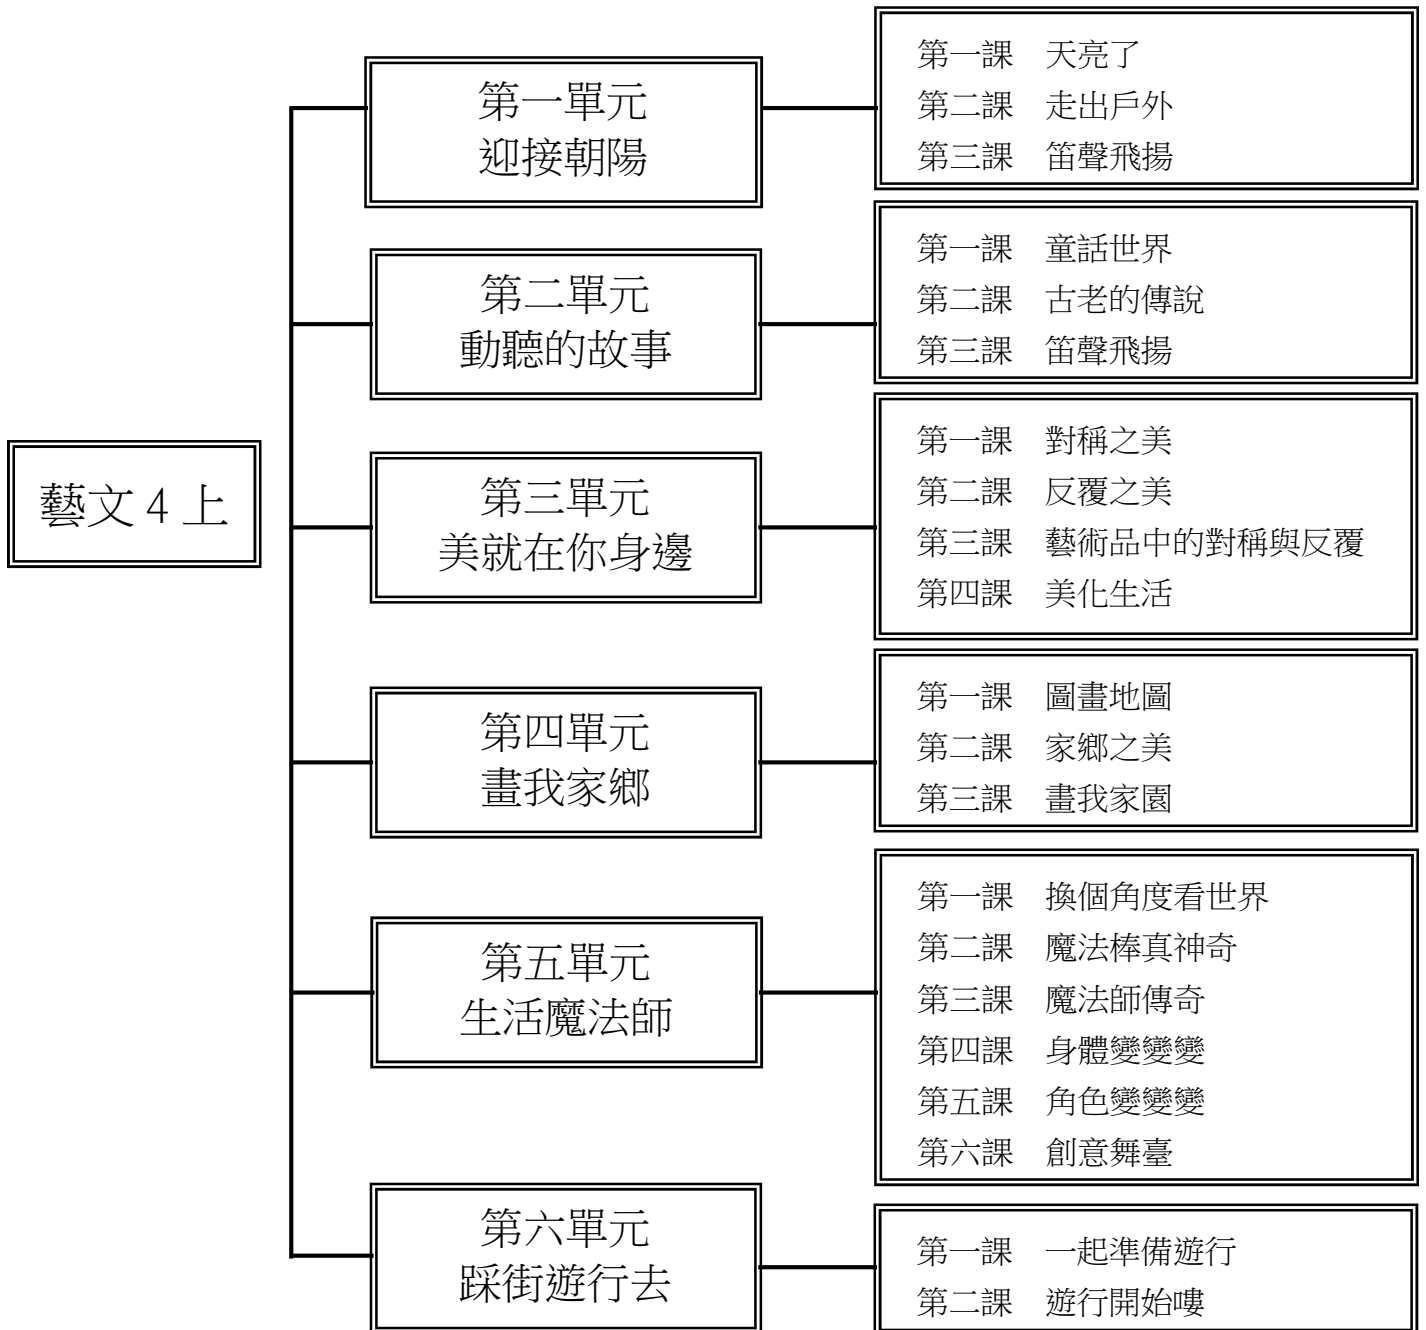 藝文 4 上
第一單元
迎接朝陽
第一課 天亮了
第二課 走出戶外
第三課 笛聲飛揚
第二單元
動聽的故事
第一課 童話世界
第二課 古老的傳說
第三課 笛聲飛揚
第三單元
美就在你身邊
第一課 對稱之美
第二課 反覆之美
第三課 藝術品中的對稱與反覆
第四課 美化生活
第四單元
畫我家鄉
第一課 圖畫地圖
第二課 家鄉之美
第三課 畫我家園
第五單元
生活魔法師
第一課 換個角度看世界
第二課 魔法棒真神奇
第三課 魔法師傳奇
第四課 身體變變變
第五課 角色變變變
第六課 創意舞臺
第六單元
踩街遊行去
第一課 一起準備遊行
第二課 遊行開始嘍